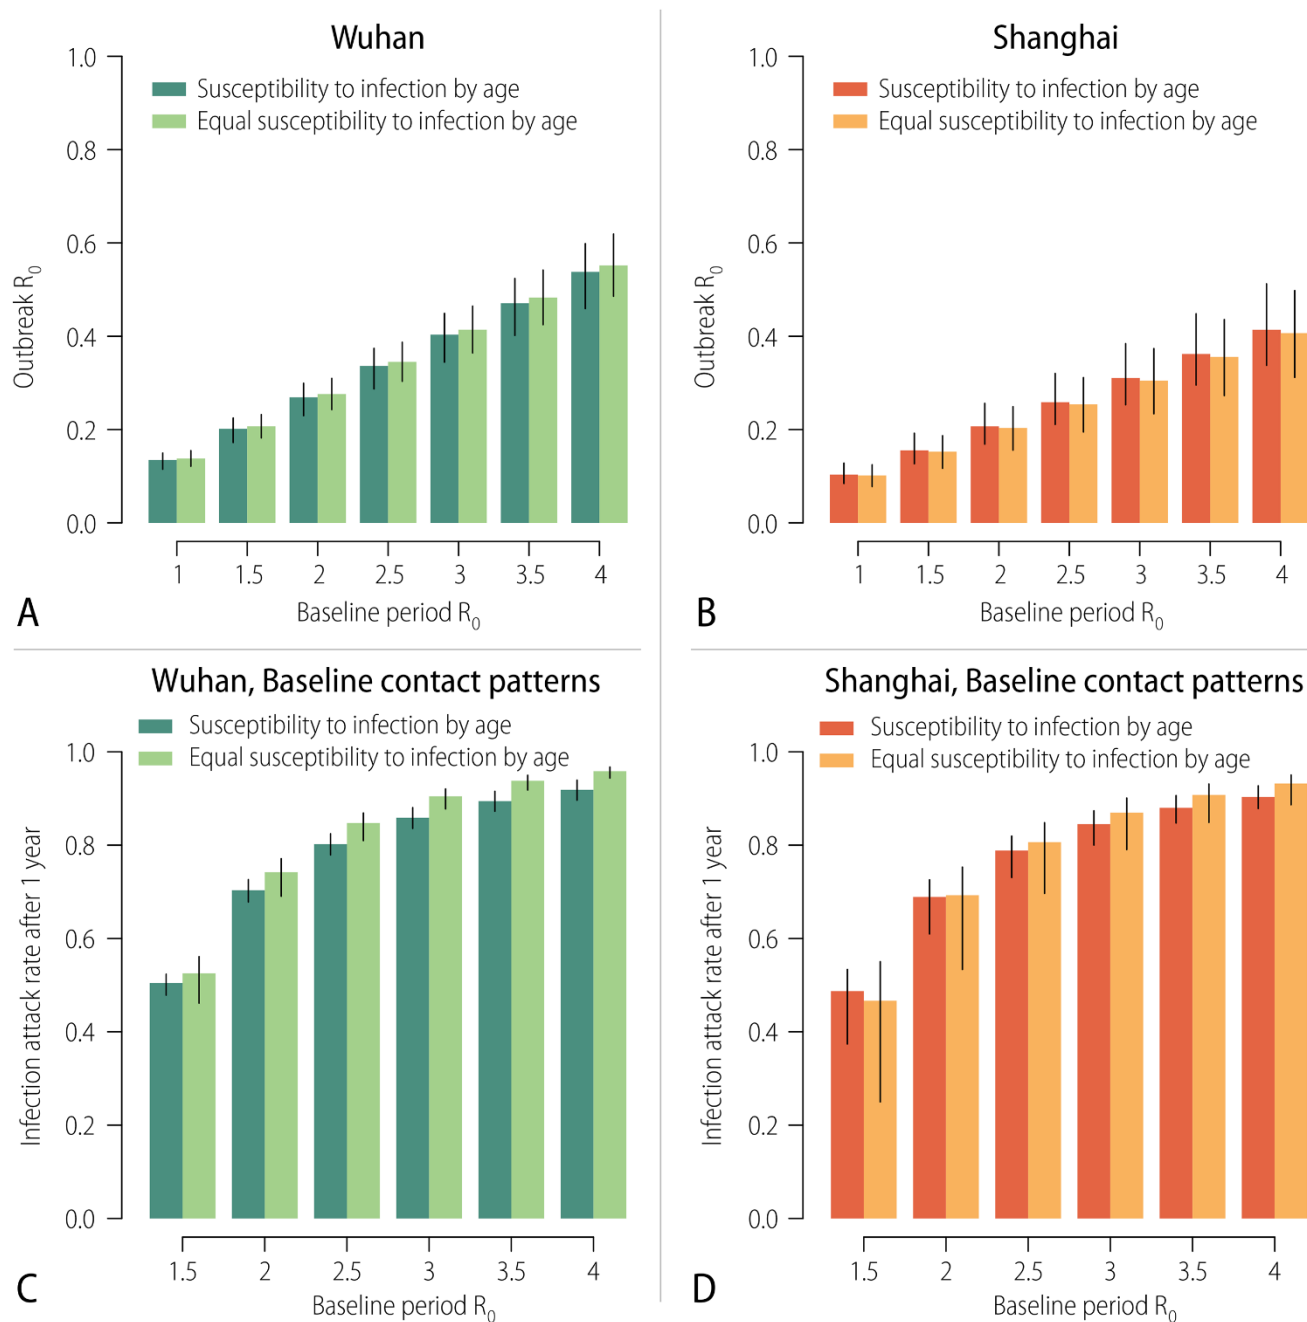 Wuhan
Susceptibility to infection by age
Equal susceptibility to infection by age
1.0
0.8
0.6
0.4
0.2
0.0
Outbreak R0
1 1.5 2 2.5 3 3.5 4
Baseline period R0
A
Shanghai
Susceptibility to infection by age
Equal susceptibility to infection by age
1.0
0.8
0.6
0.4
0.2
0.0
Outbreak R0
1 1.5 2 2.5 3 3.5 4
Baseline period R0
B
Wuhan, Baseline contact patterns
Susceptibility to infection by age
Equal susceptibility to infection by age
1.0
0.8
0.6
0.4
0.2
0.0
Infection attack rate after 1 year
1.5 2 2.5 3 3.5 4
Baseline period R0
C
Shanghai, Baseline contact patterns
Susceptibility to infection by age
Equal susceptibility to infection by age
1.0
0.8
0.6
0.4
0.2
0.0
Infection attack rate after 1 year
1.5 2 2.5 3 3.5 4
Baseline period R0
D